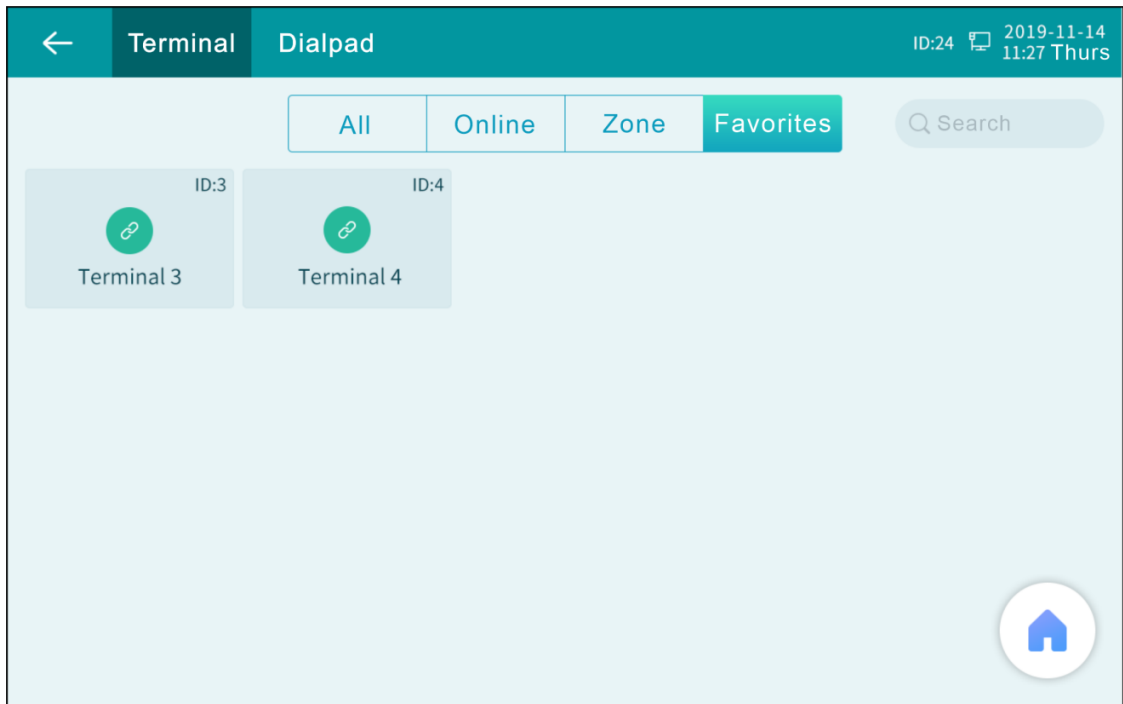 Terminal Dialpad ID:24 2019-11-14
11:27 Thurs
All Online Zone Favorites Search
ID:3 ID:4
Terminal 3 Terminal 4